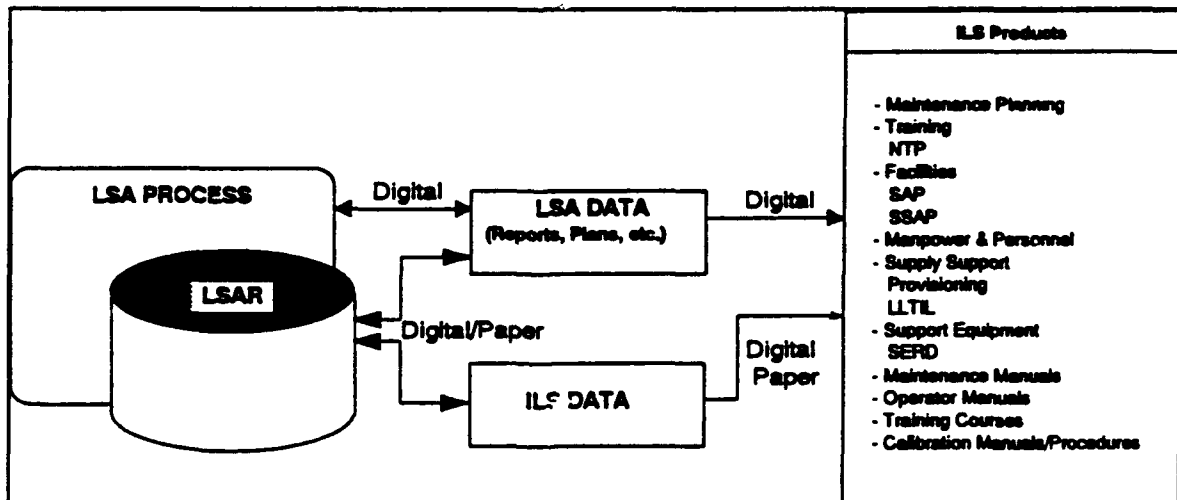 ILS Products
- Maintenance Planning
- Training
NTP
- Facilities
SAP
SSAP
- Manpower & Personnel
- Supply Support
Provisioning
LLTIL
- Support Equipment
SERD
- Maintenance Manuals
- Operator Manuals
- Training Courses
- Calibration Manuals/Procedures
LSA PROCESS
LSAR
Digital
LSA DATA
(Reports, Plans, etc.)
Digital
Digital/Paper
ILS DATA
Digital
Paper